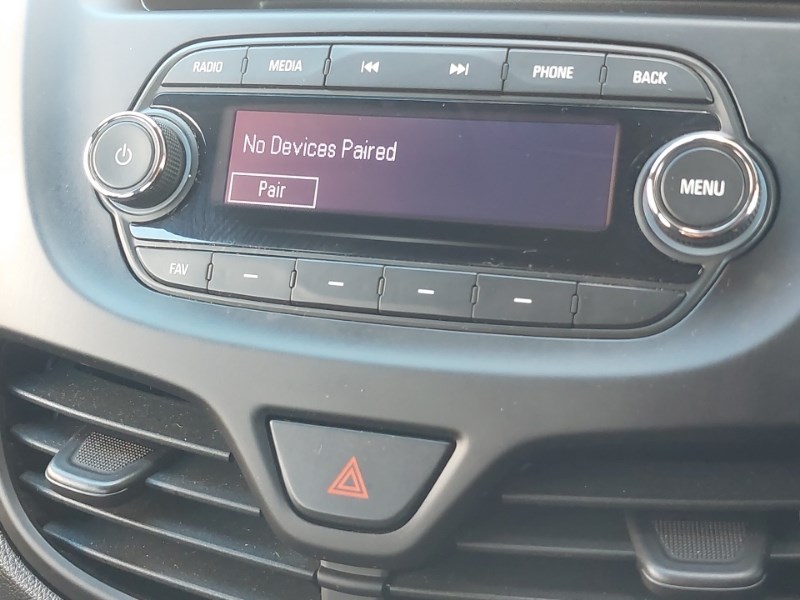 RADIO MEDIA PHONE BACK
No Devices Paired
Pair
MENU
FAV